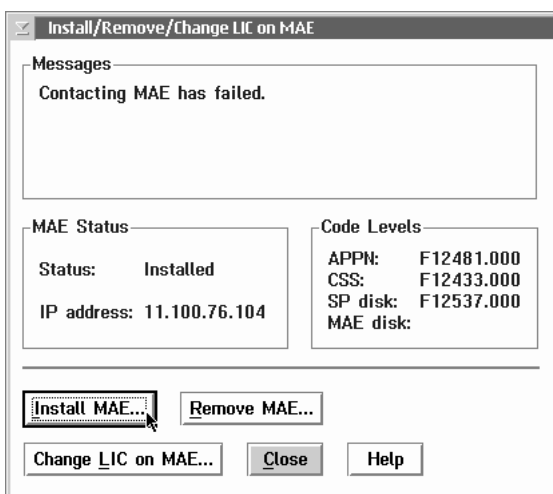 Install/Remove/Change LIC on MAE
Messages
Contacting MAE has failed.
MAE Status
Status: Installed
IP address: 11.100.76.104
Code Levels
APPN: F12481.000
CSS: F12433.000
SP disk: F12537.000
MAE disk:
Install MAE...
Remove MAE...
Change LIC on MAE...
Close
Help